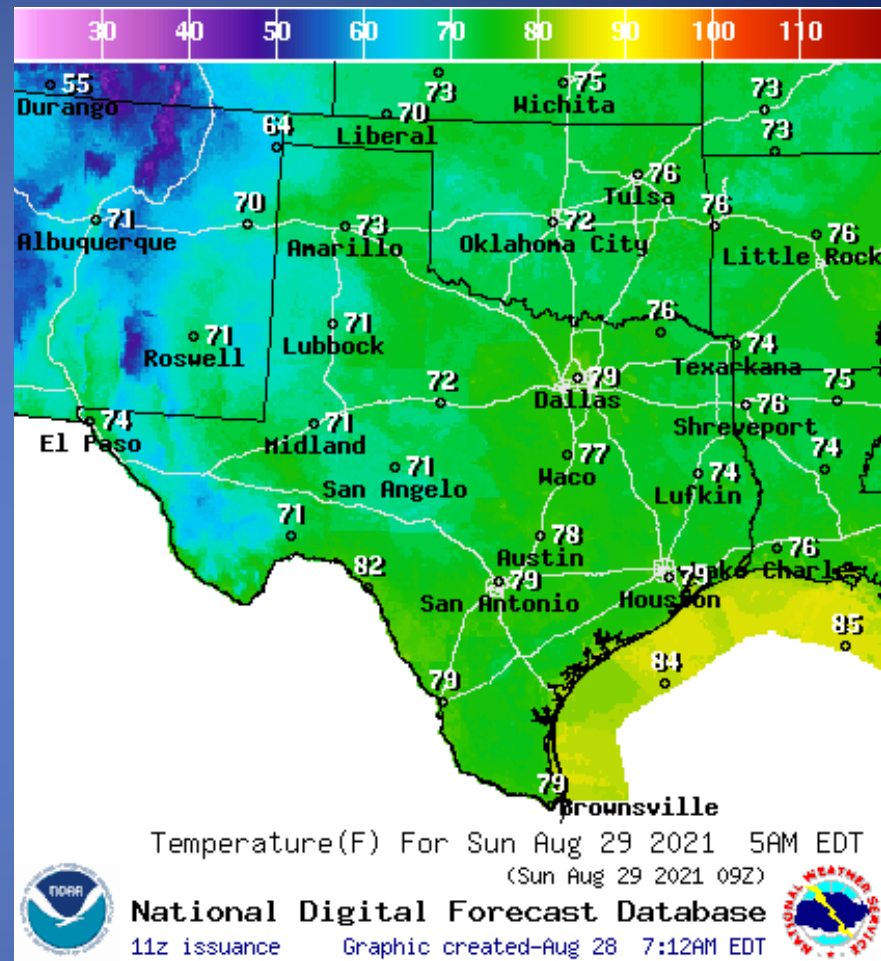 30 40 50 60 70 80 90 100 110
55
Durango
73
75
Wichita
73
70
Liberal
64
73
76
Tulsa
71
Albuquerque
70
73
Amarillo
72
Oklahoma City
76
76
Little Rock
71
Roswell
71
Lubbock
76
74
Texarkana
79
Dallas
72
76
Shreveport
75
74
El Paso
71
Midland
71
San Angelo
77
Waco
74
Lufkin
74
71
78
Austin
76
Lake Charles
82
79
San Antonio
79
Houston
85
84
79
79
Brownsville
Temperature(F) For Sun Aug 29 2021 5AM EDT
(Sun Aug 29 2021 09Z)
National Digital Forecast Database
11z issuance Graphic created-Aug 28 7:12AM EDT
NOAA
NATIONAL WEATHER SERVICE